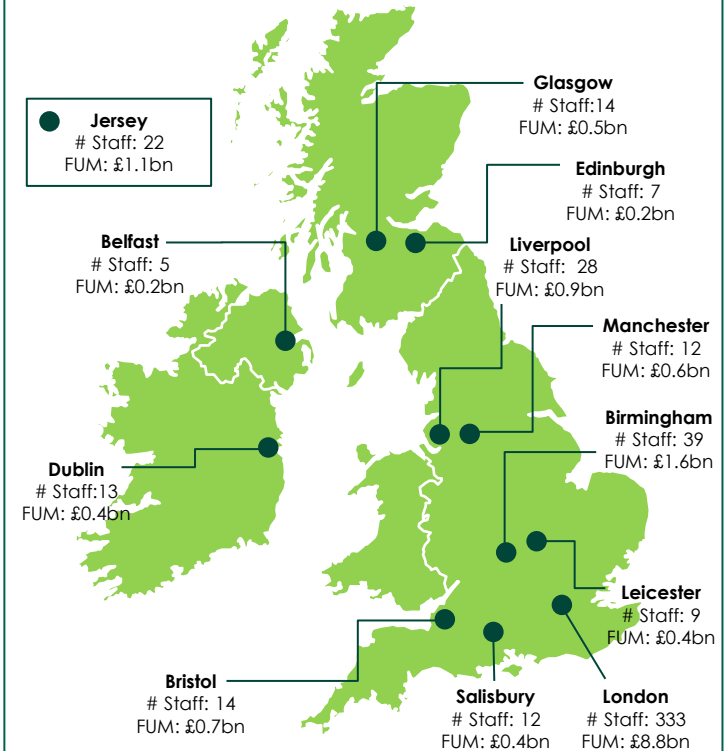 Glasgow
# Staff:14
FUM: £0.5bn
Jersey
# Staff: 22
FUM: £1.1bn
Edinburgh
# Staff: 7
FUM: £0.2bn
Belfast
# Staff: 5
FUM: £0.2bn
Liverpool
# Staff: 28
FUM: £0.9bn
Manchester
# Staff: 12
FUM: £0.6bn
Birmingham
# Staff: 39
FUM: £1.6bn
Dublin
# Staff:13
FUM: £0.4bn
Leicester
# Staff: 9
FUM: £0.4bn
Bristol
# Staff: 14
FUM: £0.7bn
Salisbury
# Staff: 12
FUM: £0.4bn
London
# Staff: 333
FUM: £8.8bn